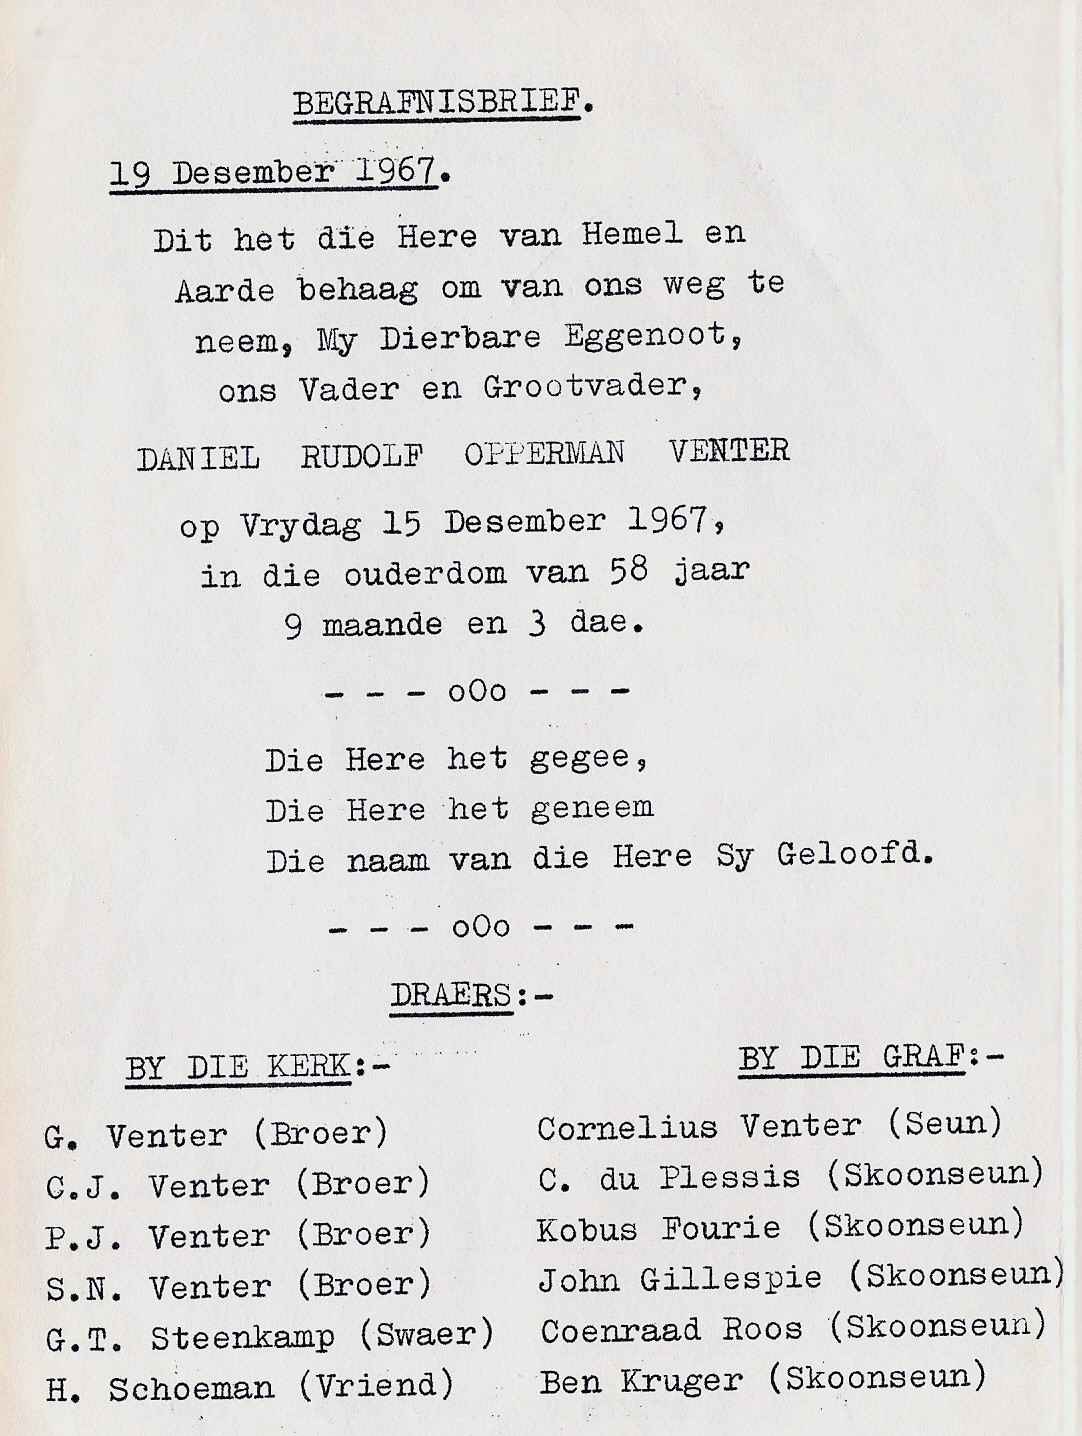 BEGRAFNISBRIEF.
19 Desember 1967.
Dit het die Here van Hemel en
Aarde behaag om van ons weg te
neem, My Dierbare Eggenoot,
ons Vader en Grootvader,
DANIEL RUDOLF OPPERMAN VENTER
op Vrydag 15 Desember 1967,
in die ouderdom van 58 jaar
9 maande en 3 dae.
- - - oOo - - -
Die Here het gegee,
Die Here het geneem
Die naam van die Here Sy Geloofd.
- - - oOo - - -
DRAERS:-
BY DIE KERK:-
G. Venter (Broer)
C.J. Venter (Broer)
P.J. Venter (Broer)
S.N. Venter (Broer)
G.T. Steenkamp (Swaer)
H. Schoeman (Vriend)
BY DIE GRAF:-
Cornelius Venter (Seun)
C. du Plessis (Skoonseun)
Kobus Fourie (Skoonseun)
John Gillespie (Skoonseun)
Coenraad Roos (Skoonseun)
Ben Kruger (Skoonseun)